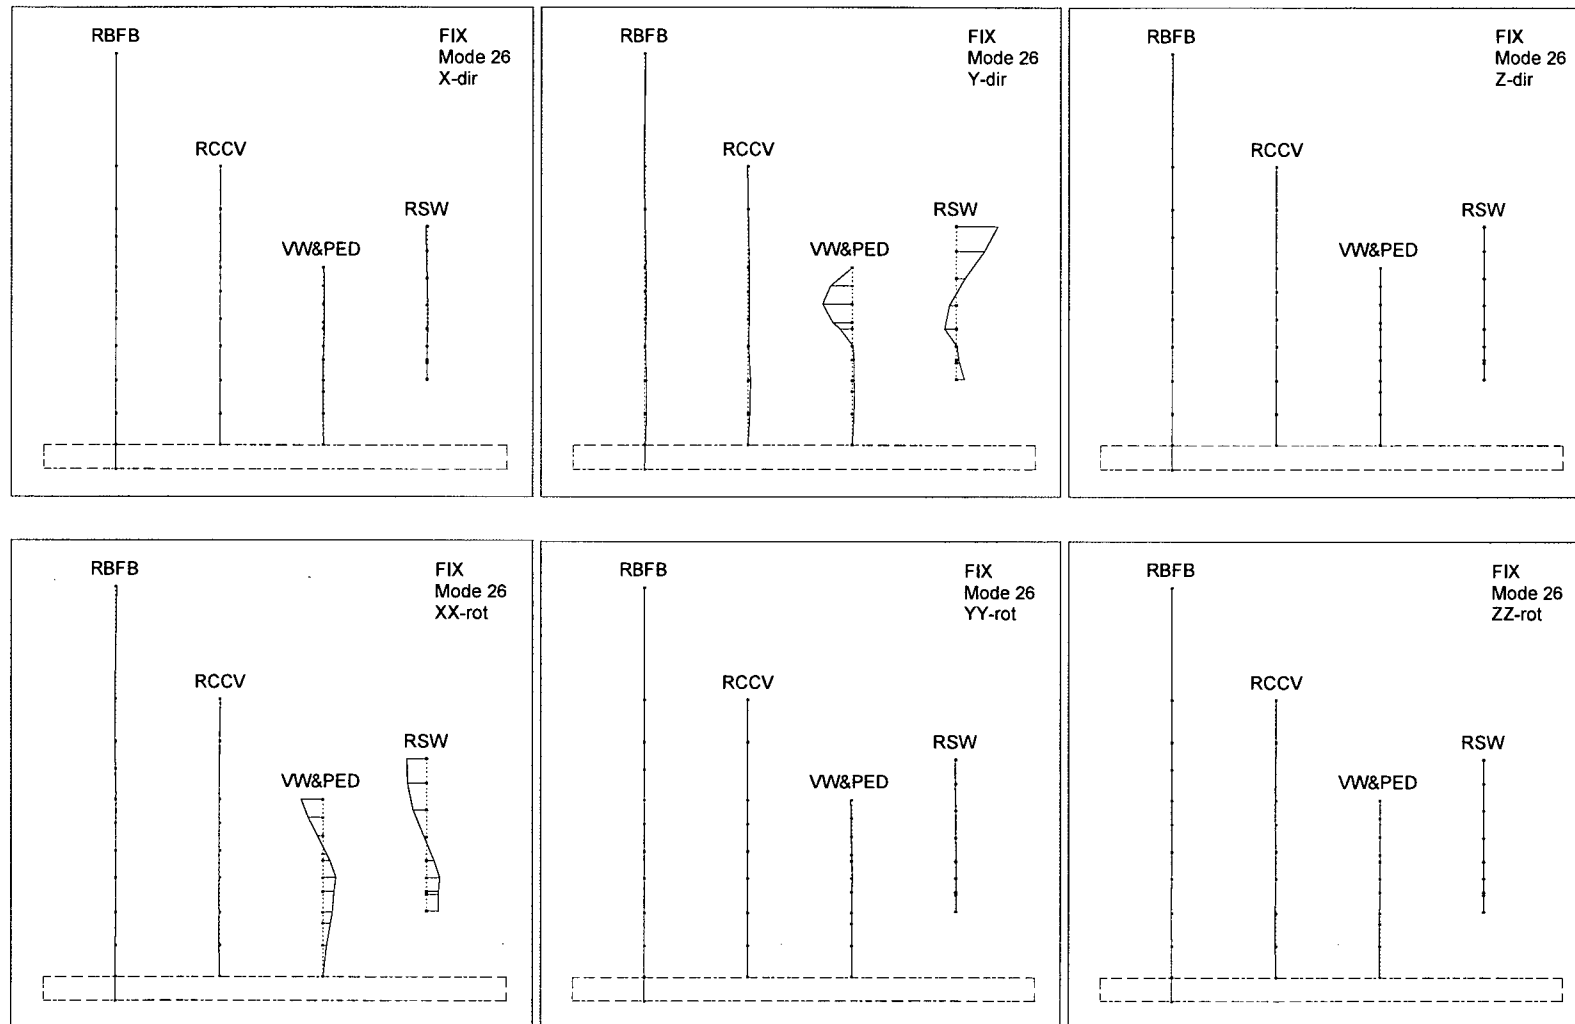 RBFB
FIX
Mode 26
X-dir
RCCV
RSW
VW&PED
RBFB
FIX
Mode 26
Y-dir
RCCV
RSW
VW&PED
RBFB
FIX
Mode 26
Z-dir
RCCV
RSW
VW&PED
RBFB
FIX
Mode 26
XX-rot
RCCV
RSW
VW&PED
RBFB
FIX
Mode 26
YY-rot
RCCV
RSW
VW&PED
RBFB
FIX
Mode 26
ZZ-rot
RCCV
RSW
VW&PED